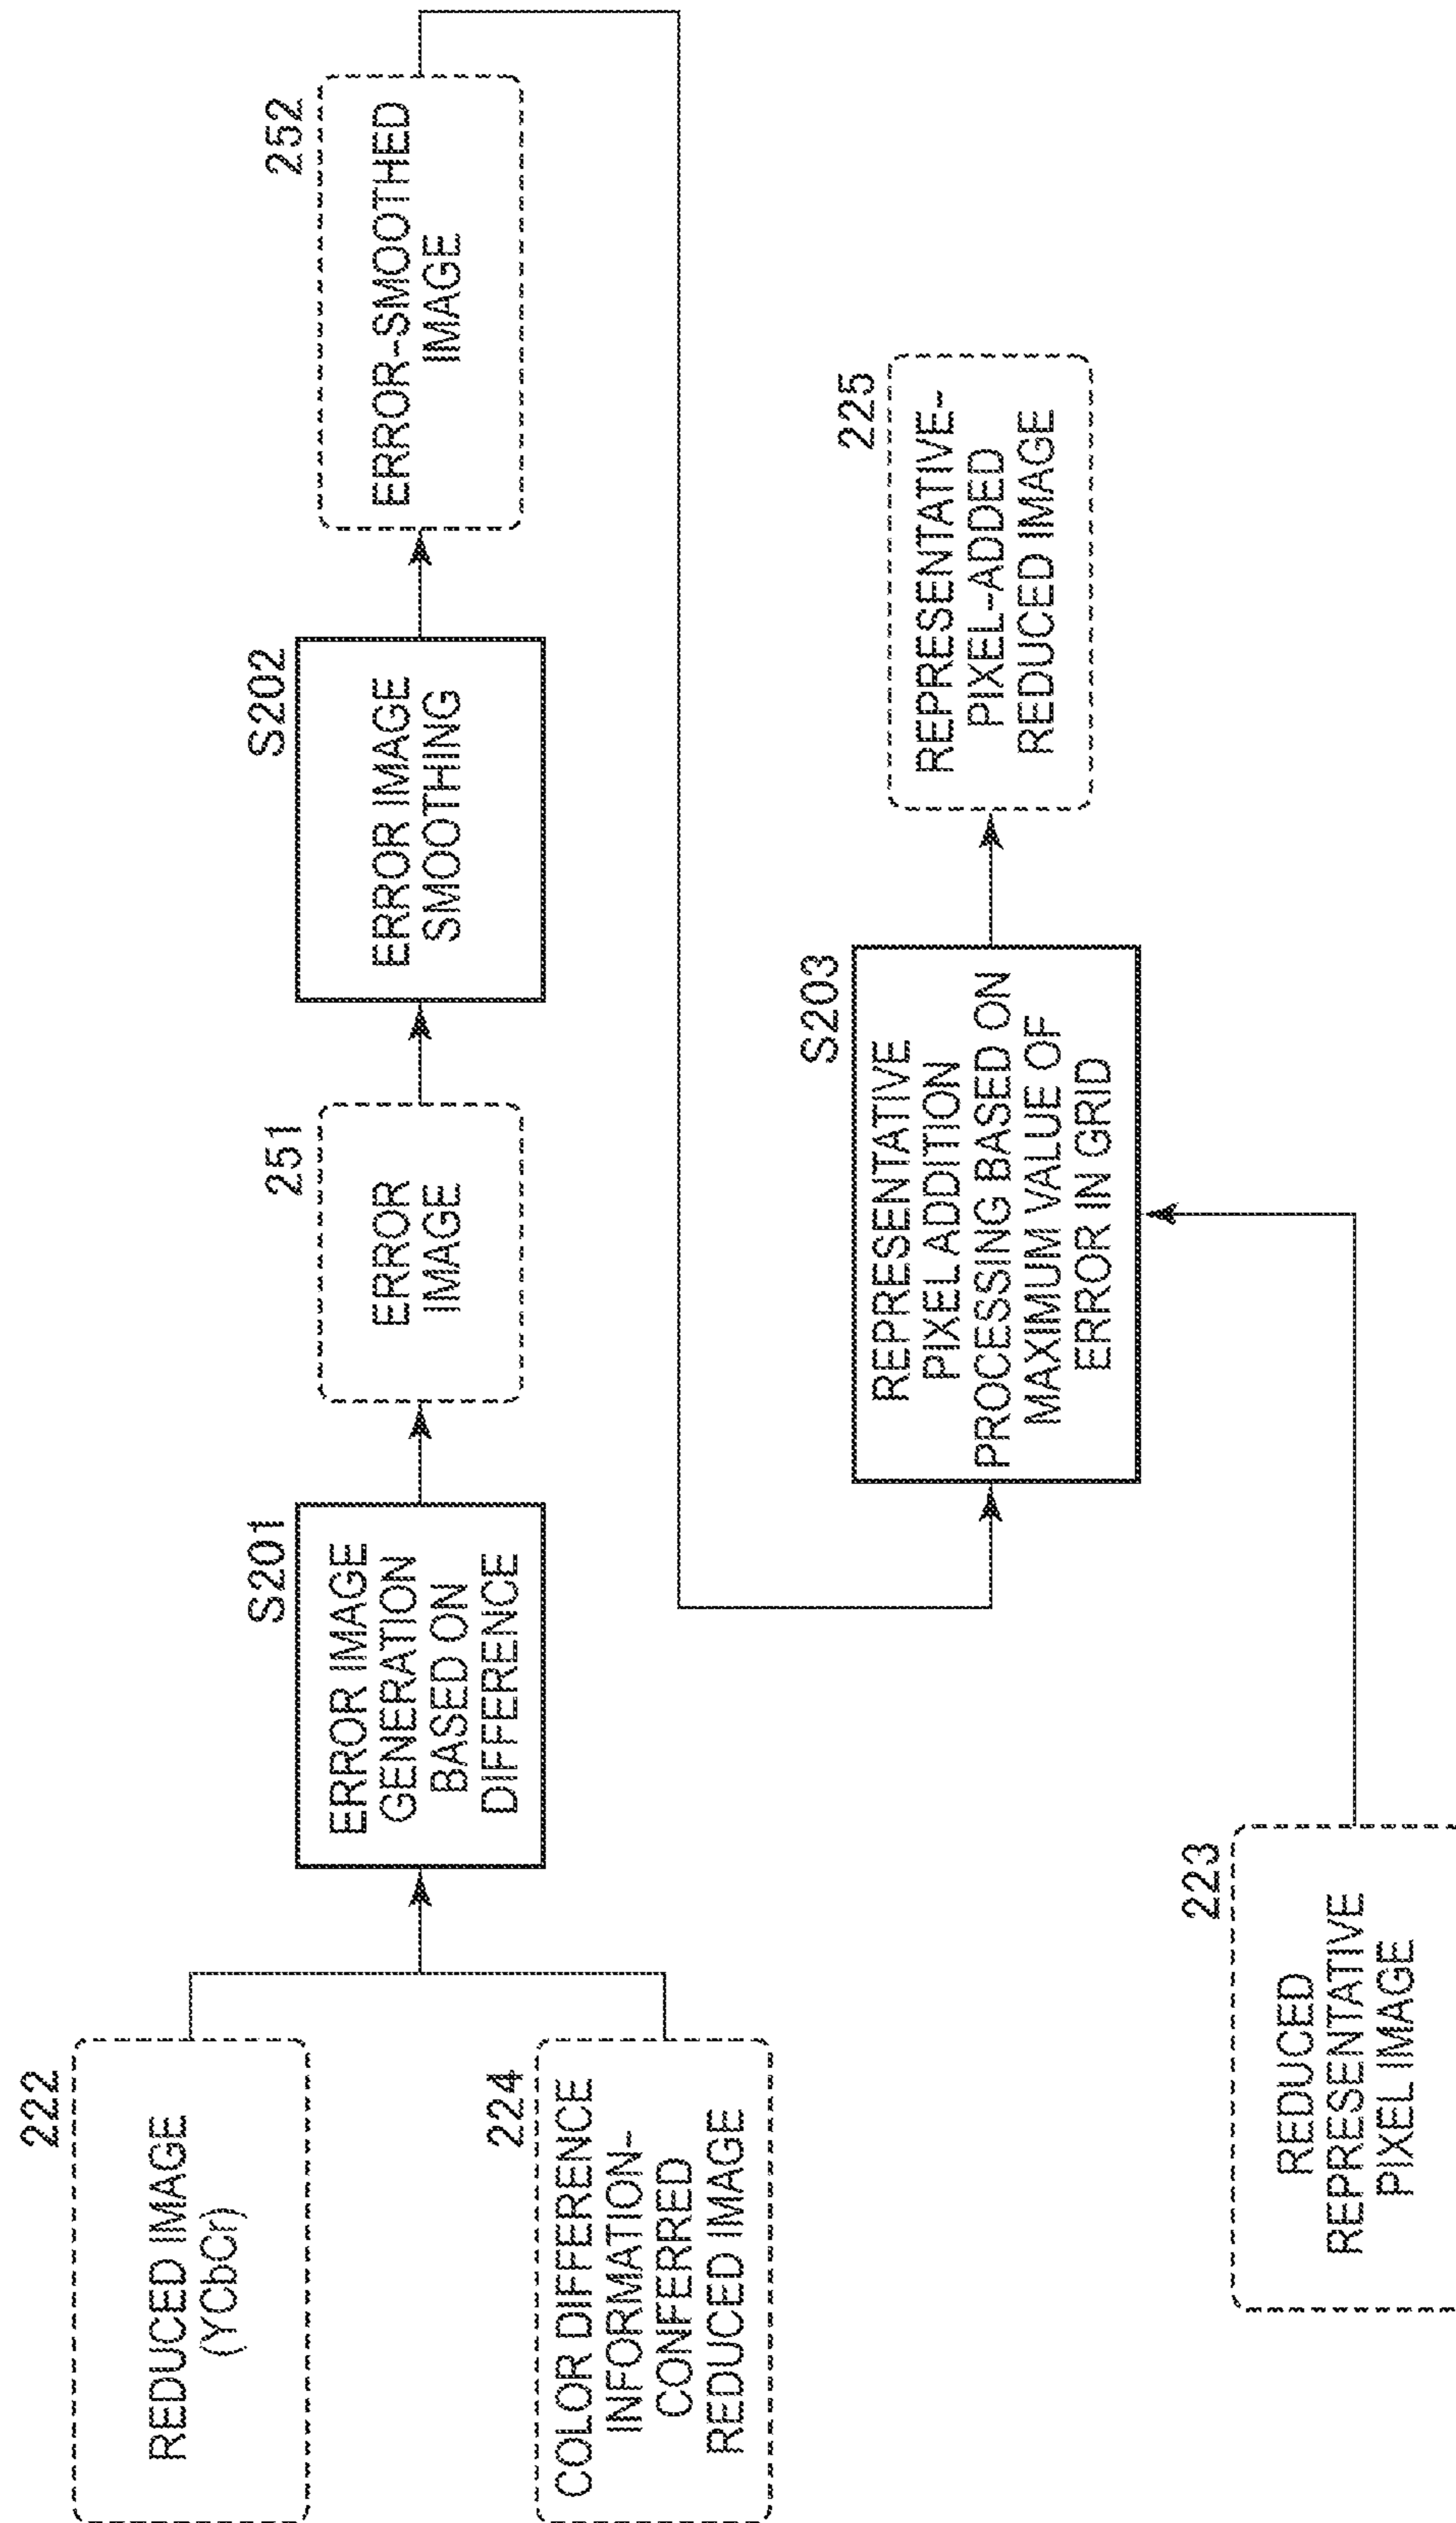 222
REDUCED IMAGE
(YCbCr)
224
COLOR DIFFERENCE
INFORMATION-
CONFERRED
REDUCED IMAGE
S201
ERROR IMAGE
GENERATION
BASED ON
DIFFERENCE
251
ERROR
IMAGE
S202
ERROR IMAGE
SMOOTHING
252
ERROR-SMOOTHED
IMAGE
223
REDUCED
REPRESENTATIVE
PIXEL IMAGE
S203
REPRESENTATIVE
PIXEL ADDITION
PROCESSING BASED ON
MAXIMUM VALUE OF
ERROR IN GRID
225
REPRESENTATIVE-
PIXEL-ADDED
REDUCED IMAGE